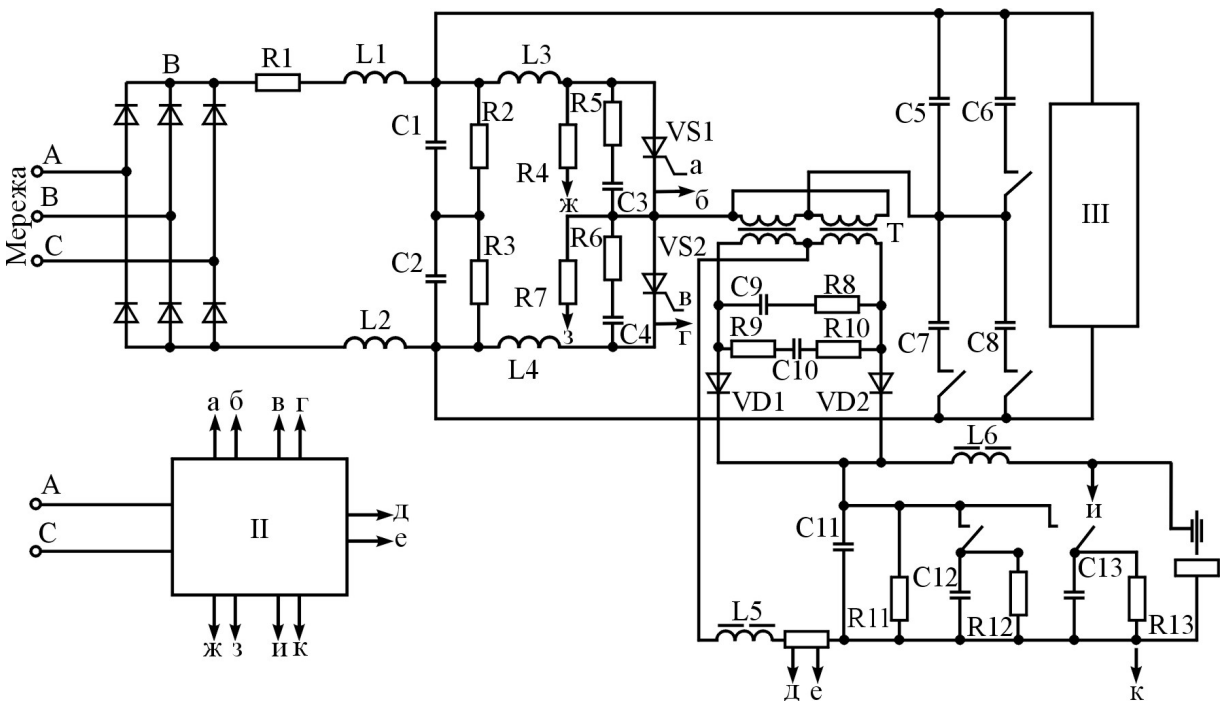 B
R1
L1
L3
C5
C6
III
Мережа
A
B
C
C1
R2
R5
R4
ж
C3
VS1
а
б
C2
R3
R6
R7
з
C4
VS2
в
г
T
L2
L4
C9
R8
R9
R10
C10
VD1
VD2
C7
C8
а
б
в
г
A
C
II
д
е
ж
з
и
к
L6
и
C11
C12
C13
R11
R12
R13
L5
д
е
к